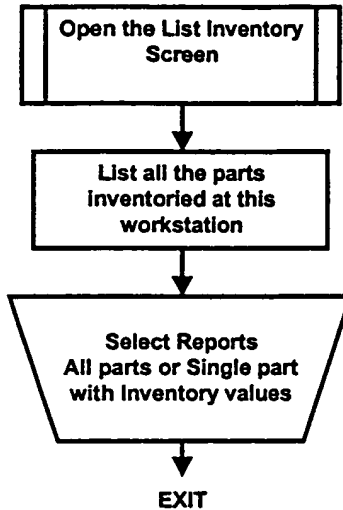 Open the List Inventory
Screen
List all the parts
inventoried at this
workstation
Select Reports
All parts or Single part
with Inventory values
EXIT